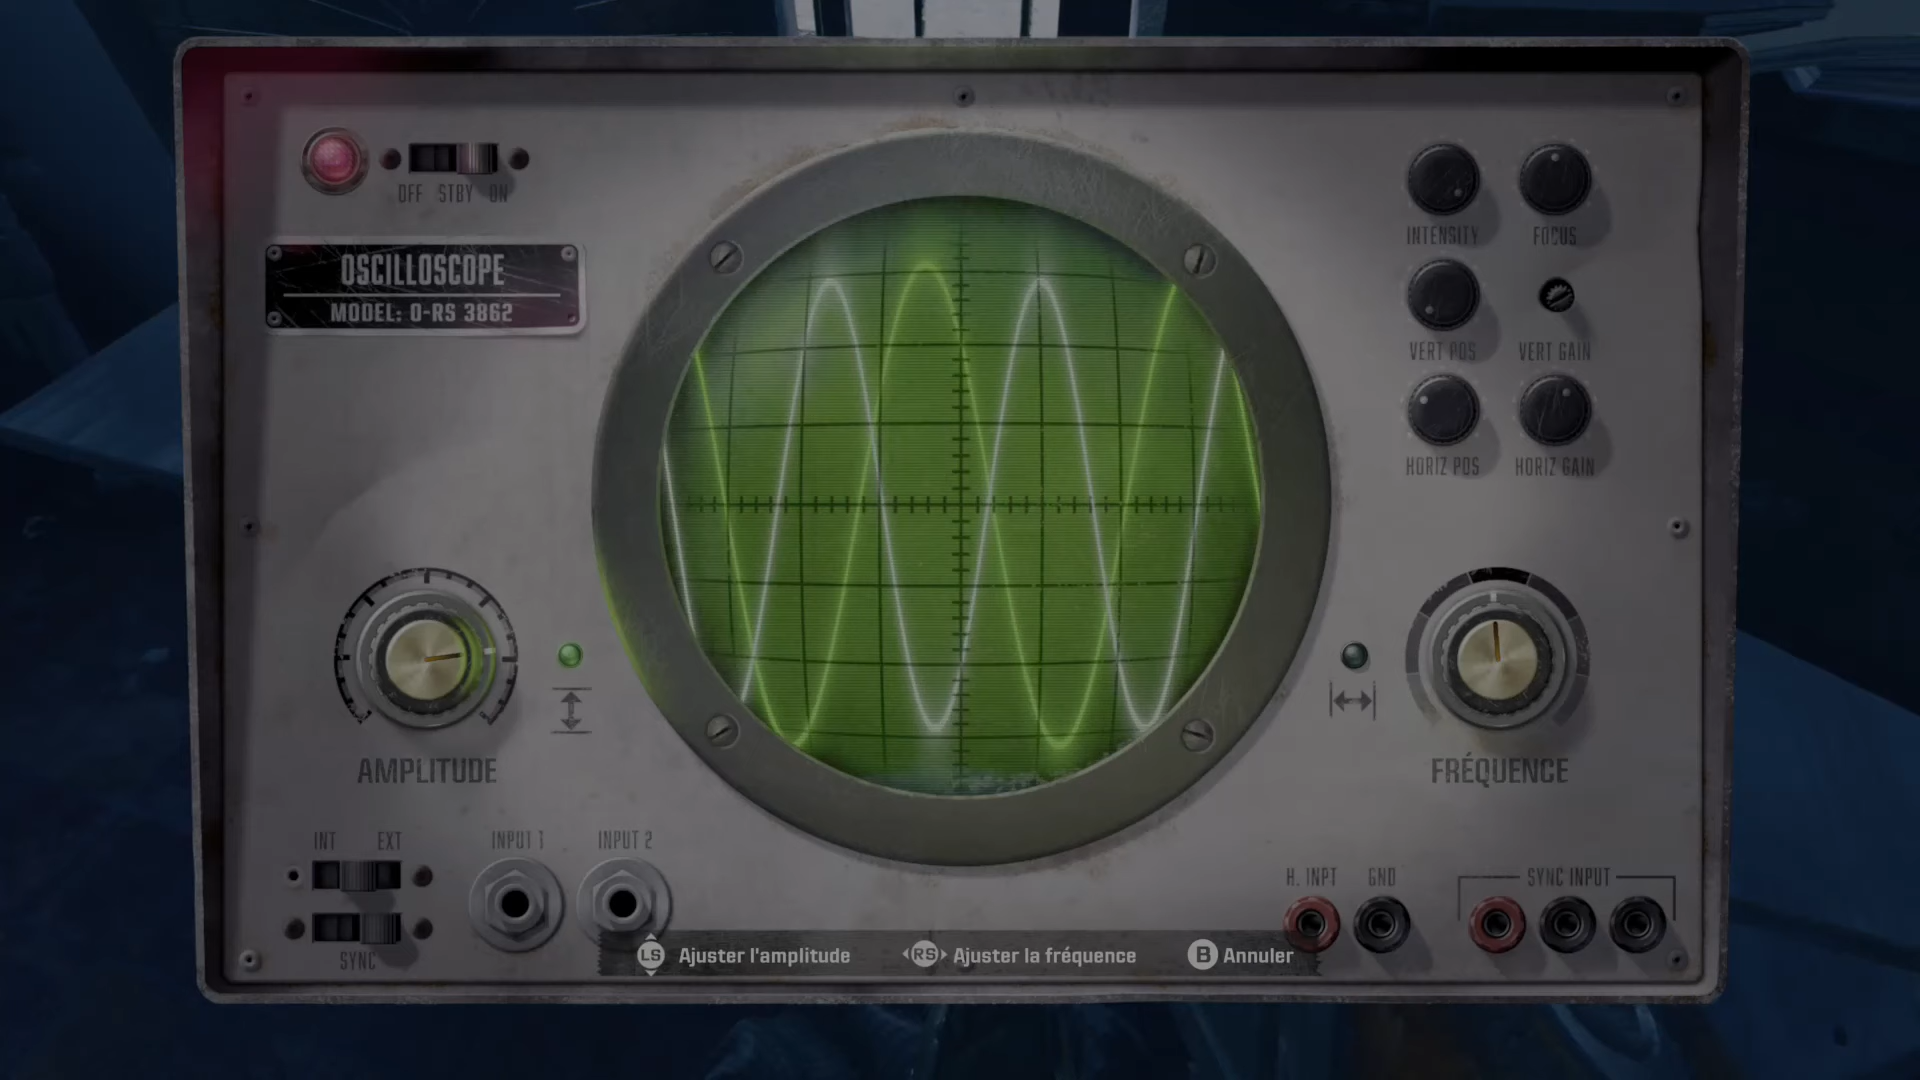 OFF STBY ON
OSCILLOSCOPE
MODEL: O-RS 3862
INTENSITY FOCUS
VERT POS VERT GAIN
HORIZ POS HORIZ GAIN
AMPLITUDE
FRÉQUENCE
INT EXT
INPUT 1 INPUT 2
SYNC
H. INPT GND
SYNC INPUT
LS Ajuster l'amplitude RS Ajuster la fréquence B Annuler